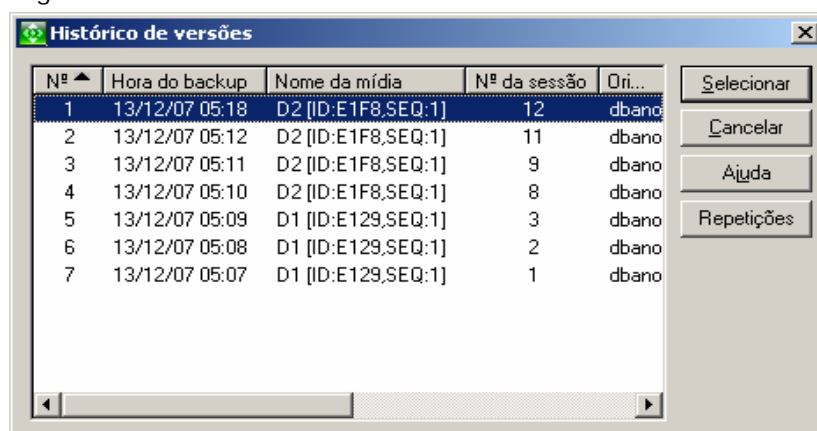 Histórico de versões
Nº Hora do backup Nome da mídia Nº da sessão Ori...
1 13/12/07 05:18 D2 [ID:E1F8,SEQ:1] 12 dbano
2 13/12/07 05:12 D2 [ID:E1F8,SEQ:1] 11 dbano
3 13/12/07 05:11 D2 [ID:E1F8,SEQ:1] 9 dbano
4 13/12/07 05:10 D2 [ID:E1F8,SEQ:1] 8 dbano
5 13/12/07 05:09 D1 [ID:E129,SEQ:1] 3 dbano
6 13/12/07 05:08 D1 [ID:E129,SEQ:1] 2 dbano
7 13/12/07 05:07 D1 [ID:E129,SEQ:1] 1 dbano
Selecionar
Cancelar
Ajuda
Repetições